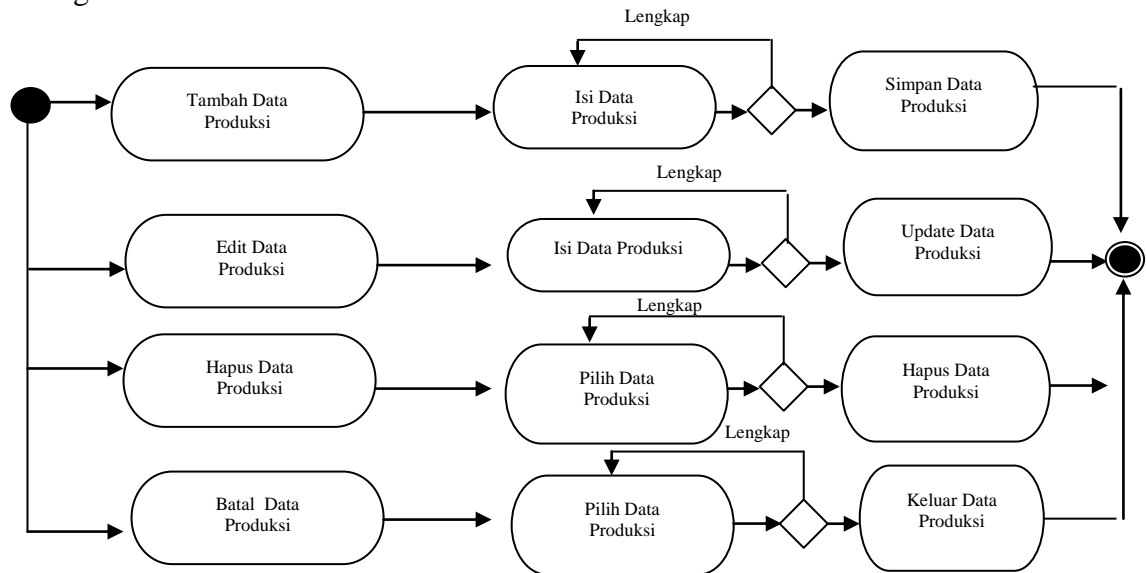 Lengkap
Tambah Data
Produksi
Isi Data
Produksi
Simpan Data
Produksi
Lengkap
Edit Data
Produksi
Isi Data Produksi
Update Data
Produksi
Lengkap
Hapus Data
Produksi
Pilih Data
Produksi
Hapus Data
Produksi
Lengkap
Batal Data
Produksi
Pilih Data
Produksi
Keluar Data
Produksi